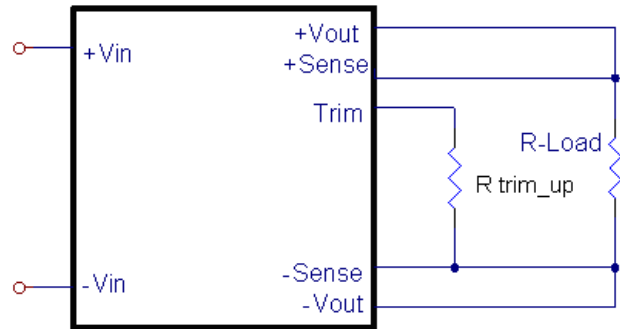 +Vout
+Vin
+Sense
Trim
R-Load
R trim_up
-Sense
-Vin
-Vout